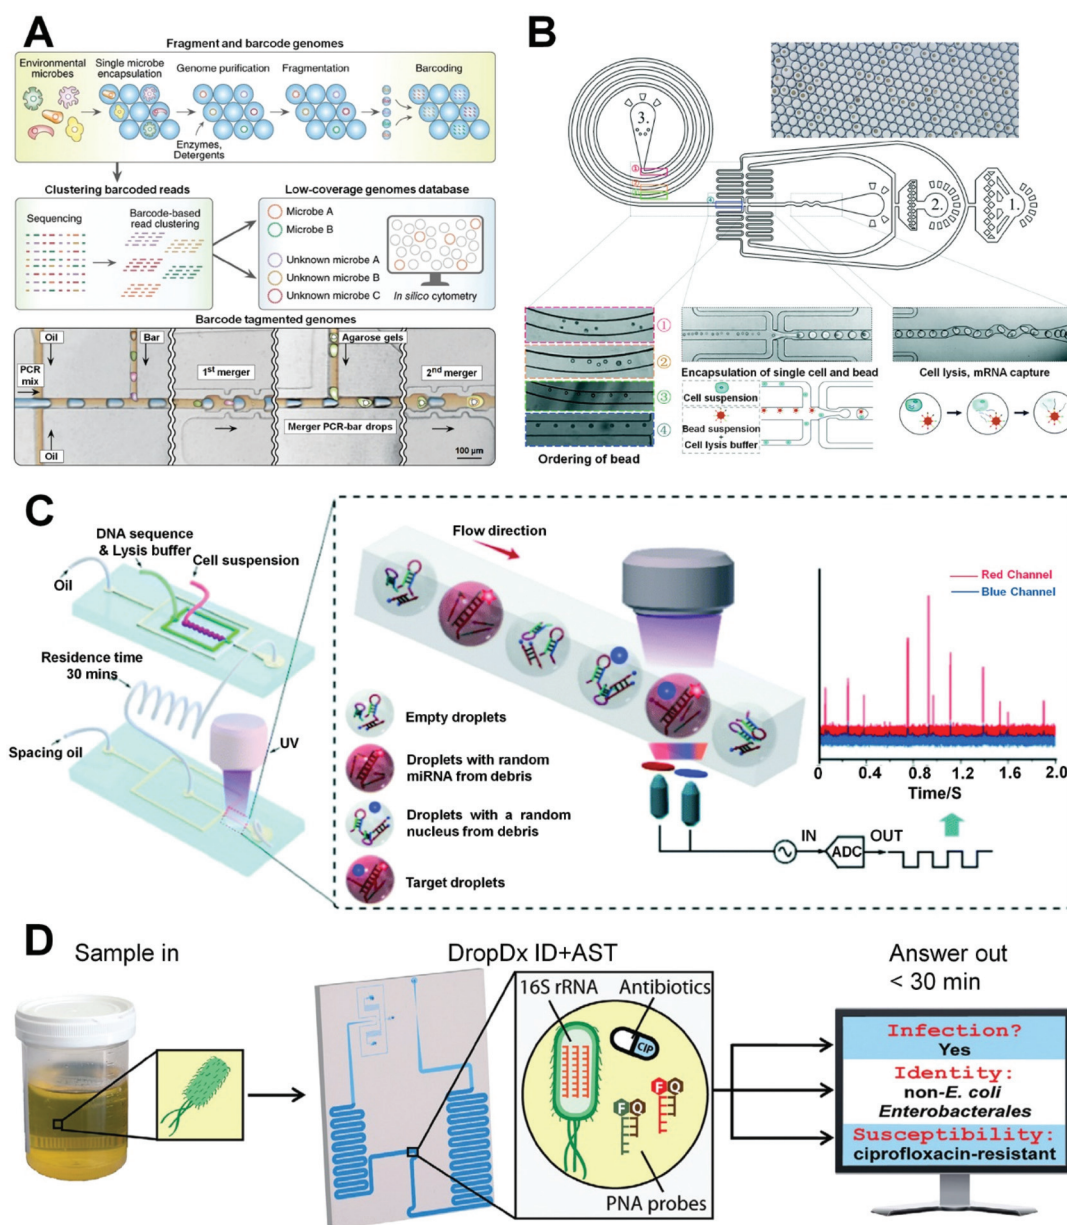 A
Fragment and barcode genomes
Environmental microbes
Single microbe encapsulation
Genome purification
Fragmentation
Barcoding
Enzymes, Detergents
Clustering barcoded reads
Sequencing
Barcode-based read clustering
Low-coverage genomes database
Microbe A
Microbe B
Unknown microbe A
Unknown microbe B
Unknown microbe C
In silico cytometry
Barcode tagmented genomes
Oil
Bar
Agarose gels
PCR mix
1st merger
2nd merger
Merger PCR-bar drops
Oil
100 µm
B
3.
2.
1.
①
④
①
②
③
④
Ordering of bead
Encapsulation of single cell and bead
Cell suspension
Bead suspension
+
Cell lysis buffer
Cell lysis, mRNA capture
C
DNA sequence
& Lysis buffer
Cell suspension
Oil
Residence time
30 mins
Spacing oil
UV
Flow direction
Empty droplets
Droplets with random
miRNA from debris
Droplets with a random
nucleus from debris
Target droplets
Red Channel
Blue Channel
0 0.4 0.8 1.2 1.6 2.0
Time/S
IN
ADC
OUT
D
Sample in
DropDx ID+AST
Answer out
< 30 min
16S rRNA
Antibiotics
CIP
F Q
F Q
PNA probes
Infection?
Yes
Identity:
non-E. coli
Enterobacterales
Susceptibility:
ciprofloxacin-resistant